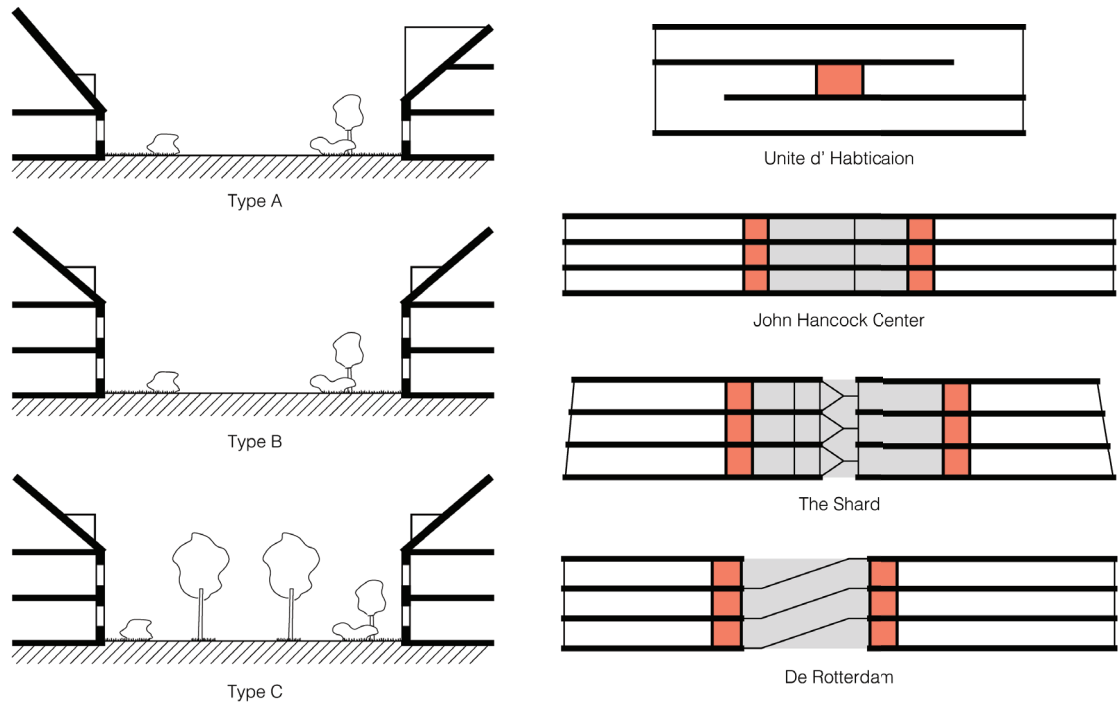 Type A
Type B
Type C
Unite d' Habticaion
John Hancock Center
The Shard
De Rotterdam